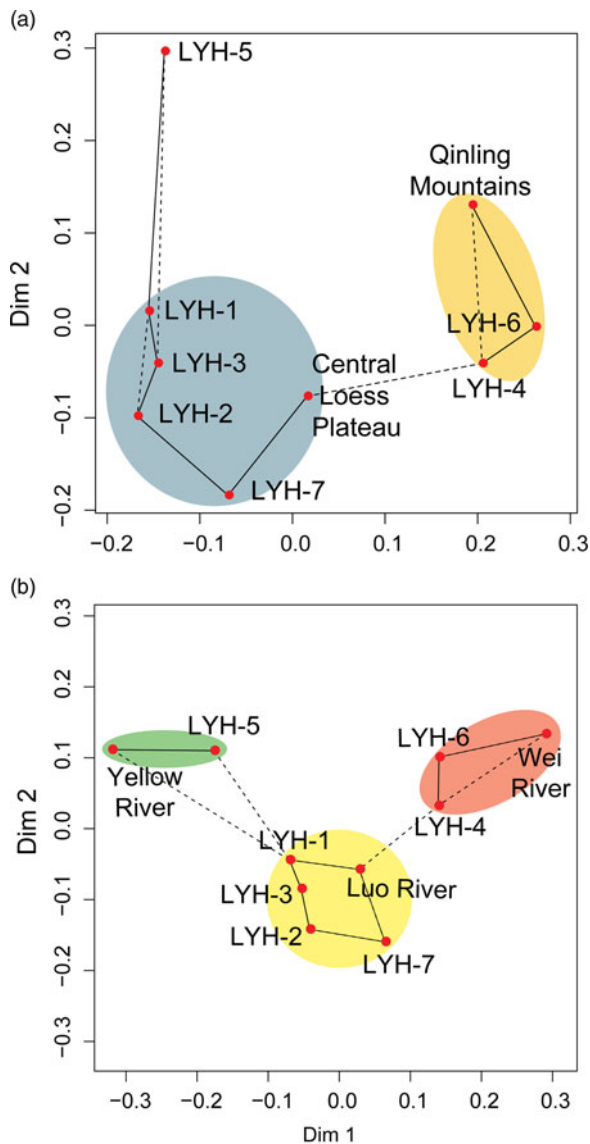 (a)
Dim 2
0.3
0.2
0.1
0.0
−0.1
−0.2
LYH-5
Qinling
Mountains
LYH-1
LYH-6
LYH-3
Central
LYH-4
Loess
LYH-2
Plateau
LYH-7
−0.2
−0.1
0.0
0.1
0.2
0.3
(b)
Dim 2
0.3
0.2
0.1
0.0
−0.1
−0.2
−0.3
LYH-5
LYH-6
Yellow
River
Wei
River
LYH-4
LYH-1
LYH-3
Luo River
LYH-2
LYH-7
−0.3
−0.2
−0.1
0.0
0.1
0.2
0.3
Dim 1